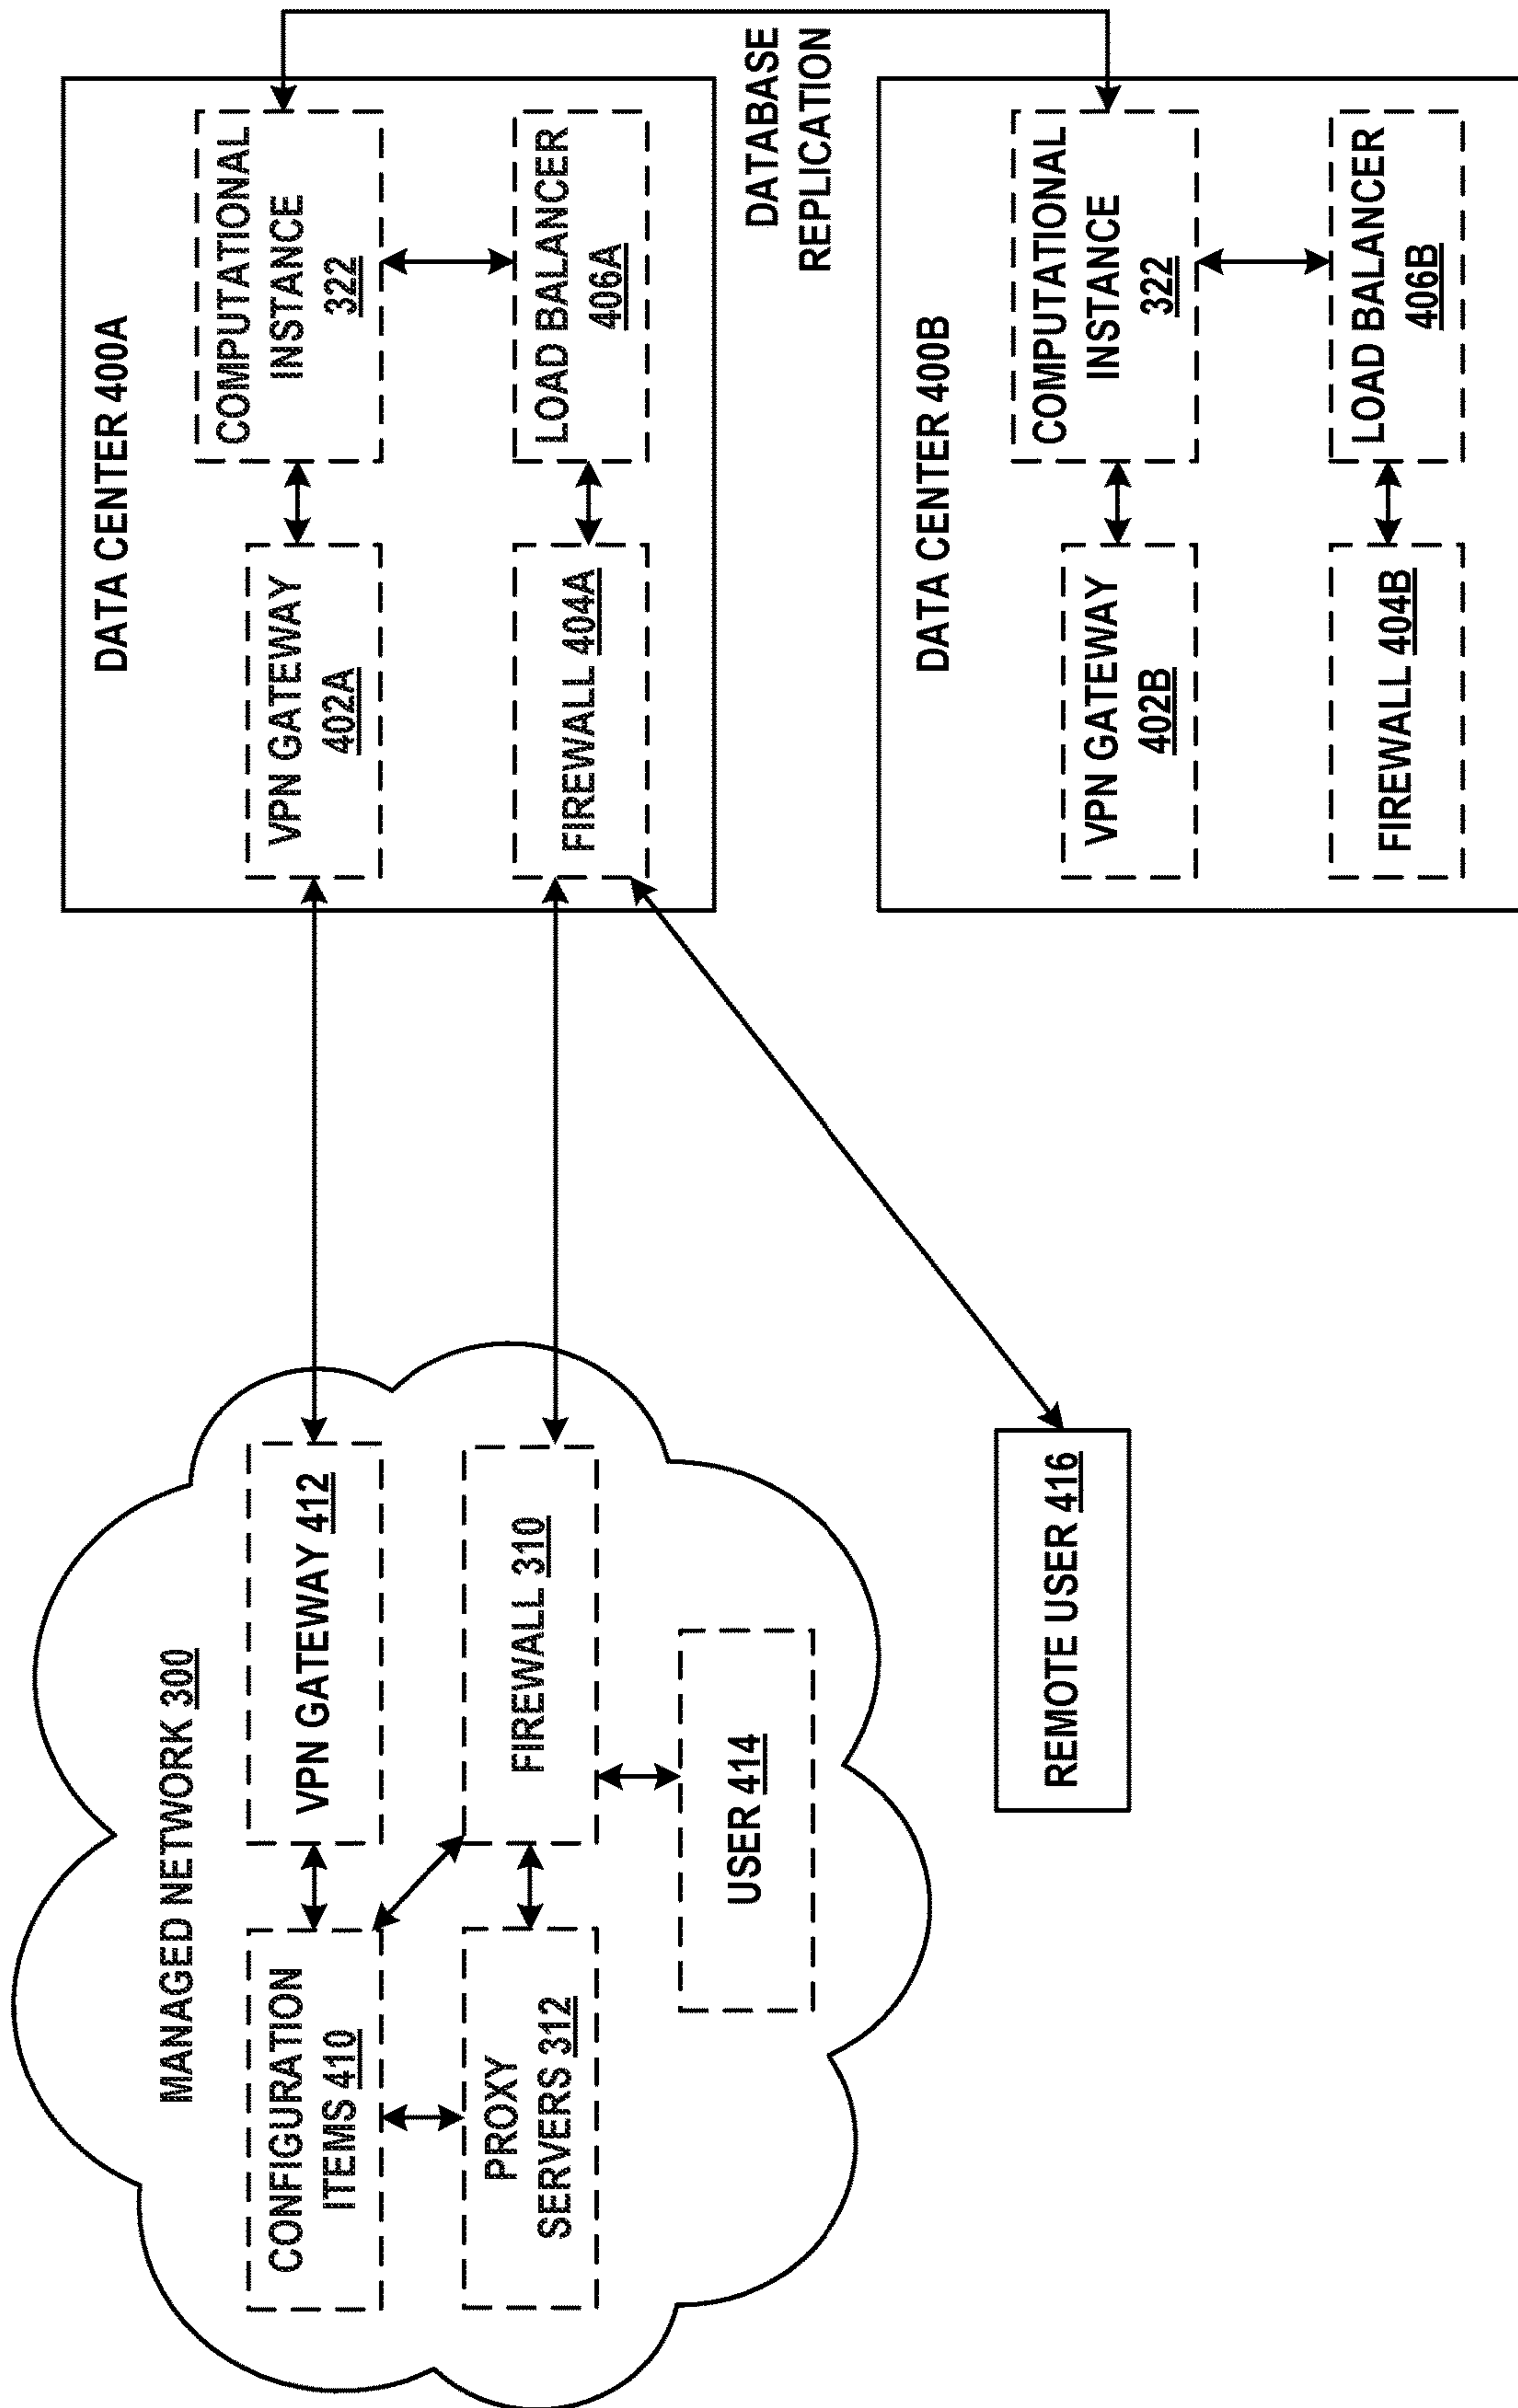 MANAGED NETWORK 300
CONFIGURATION
ITEMS 410
VPN GATEWAY 412
PROXY
SERVERS 312
FIREWALL 310
USER 414
REMOTE USER 416
DATA CENTER 400A
VPN GATEWAY
402A
COMPUTATIONAL
INSTANCE
322
FIREWALL 404A
LOAD BALANCER
406A
DATABASE
REPLICATION
DATA CENTER 400B
VPN GATEWAY
402B
COMPUTATIONAL
INSTANCE
322
FIREWALL 404B
LOAD BALANCER
406B